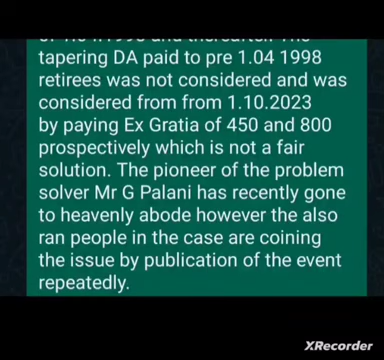 tapering DA paid to pre 1.04 1998
retirees was not considered and was
considered from from 1.10.2023
by paying Ex Gratia of 450 and 800
prospectively which is not a fair
solution. The pioneer of the problem
solver Mr G Palani has recently gone
to heavenly abode however the also
ran people in the case are coining
the issue by publication of the event
repeatedly.
XRecorder